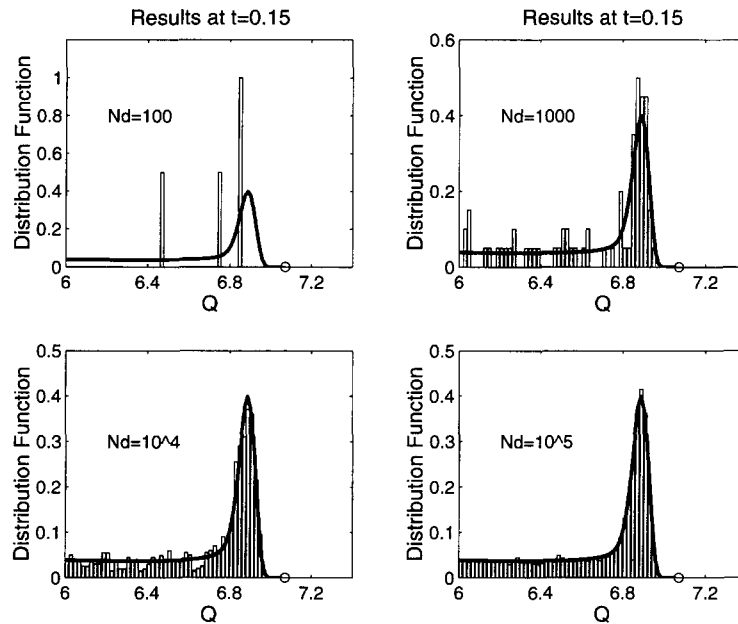 Results at t=0.15
Distribution Function
1
0.8
0.6
0.4
0.2
0
Nd=100
6
6.4
6.8
7.2
Q
Results at t=0.15
Distribution Function
0.6
0.4
0.2
0
Nd=1000
6
6.4
6.8
7.2
Q
Distribution Function
0.5
0.4
0.3
0.2
0.1
0
Nd=10^4
6
6.4
6.8
7.2
Q
Distribution Function
0.5
0.4
0.3
0.2
0.1
0
Nd=10^5
6
6.4
6.8
7.2
Q